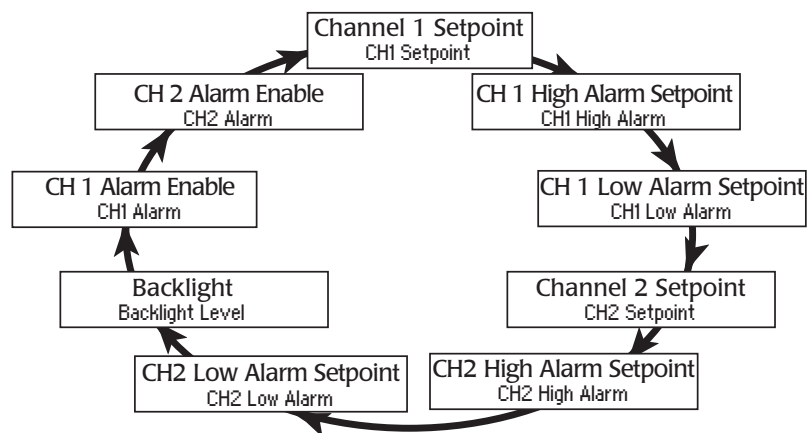 Channel 1 Setpoint
CH1 Setpoint
CH 1 High Alarm Setpoint
CH1 High Alarm
CH 1 Low Alarm Setpoint
CH1 Low Alarm
Channel 2 Setpoint
CH2 Setpoint
CH2 High Alarm Setpoint
CH2 High Alarm
CH2 Low Alarm Setpoint
CH2 Low Alarm
Backlight
Backlight Level
CH 1 Alarm Enable
CH1 Alarm
CH 2 Alarm Enable
CH2 Alarm